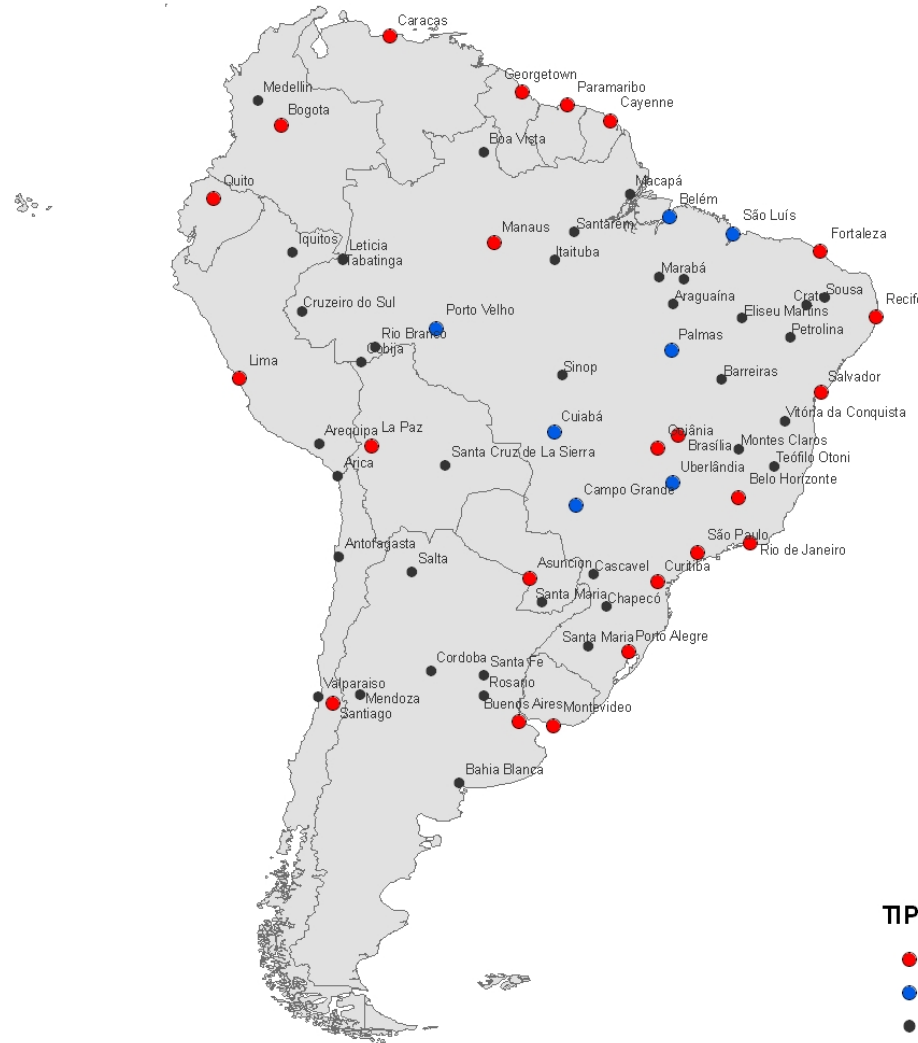 Caracas
Georgetown
Paramaribo
Medellin
Cayenne
Bogota
Boa Vista
Quito
Macapá
Belém
São Luís
Santarém
Manaus
Fortaleza
Iquitos
Leticia
Tabatinga
Itaituba
Marabá
Araguaína
Crato
Sousa
Recif
Cruzeiro do Sul
Porto Velho
Eliseu Martins
Petrolina
Rio Branco
Cobija
Palmas
Lima
Sinop
Barreiras
Salvador
Cuiabá
Vitória da Conquista
Arequipa
La Paz
Goiânia
Brasília
Montes Claros
Santa Cruz de La Sierra
Teófilo Otoni
Arica
Uberlândia
Belo Horizonte
Campo Grande
São Paulo
Rio de Janeiro
Antofagasta
Salta
Asuncion
Cascavel
Curitiba
Santa Maria
Chapecó
Santa Maria
Porto Alegre
Cordoba
Santa Fe
Rosario
Valparaiso
Mendoza
Santiago
Buenos Aires
Montevideo
Bahia Blanca
TIP